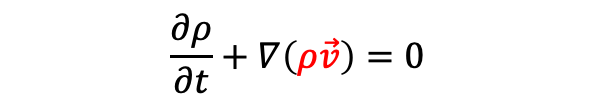 ∂ρ/∂t + ∇(ρv⃗) = 0